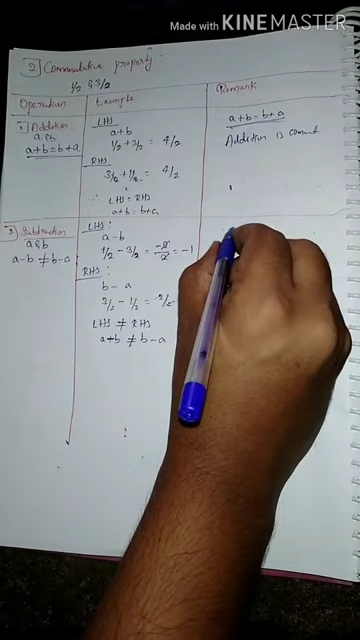 Made with KINEMASTER
2) Commutative property :
1/2 & 3/2
Operation Example Remark
1) Addition
a & b
a+b = b+a
LHS
a+b
1/2 + 3/2 = 4/2
RHS
3/2 + 1/2 = 4/2
∴ LHS = RHS
a+b = b+a
a+b = b+a
Addition is commut
2) Subtraction
a & b
a-b ≠ b-a
LHS:
a-b
1/2 - 3/2 = -2/2 = -1
RHS:
b - a
3/2 - 1/2 =
LHS ≠ RHS
a+b ≠ b-a